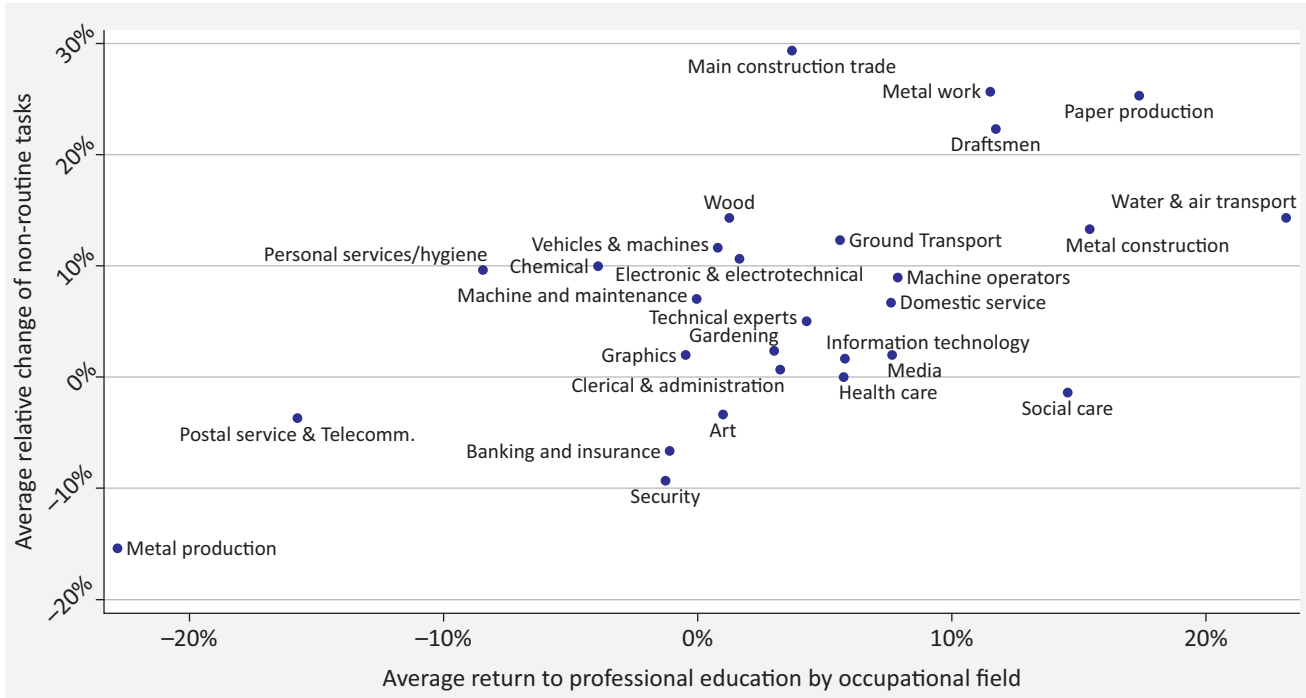 Average relative change of non-routine tasks
30%
20%
10%
0%
–10%
–20%
Main construction trade
Metal work
Paper production
Draftsmen
Wood
Water & air transport
Vehicles & machines
Ground Transport
Metal construction
Personal services/hygiene
Chemical
Electronic & electrotechnical
Machine operators
Machine and maintenance
Domestic service
Technical experts
Gardening
Information technology
Graphics
Media
Clerical & administration
Health care
Social care
Art
Postal service & Telecomm.
Banking and insurance
Security
Metal production
–20%
–10%
0%
10%
20%
Average return to professional education by occupational field